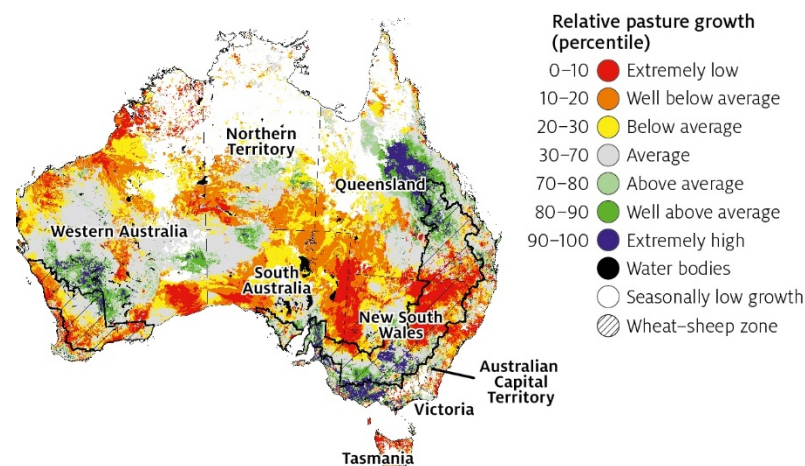 Relative pasture growth
(percentile)
0–10 Extremely low
10–20 Well below average
20–30 Below average
30–70 Average
70–80 Above average
80–90 Well above average
90–100 Extremely high
Water bodies
Seasonally low growth
Wheat–sheep zone
Northern
Territory
Queensland
Western Australia
South
Australia
New South
Wales
Australian
Capital
Territory
Victoria
Tasmania